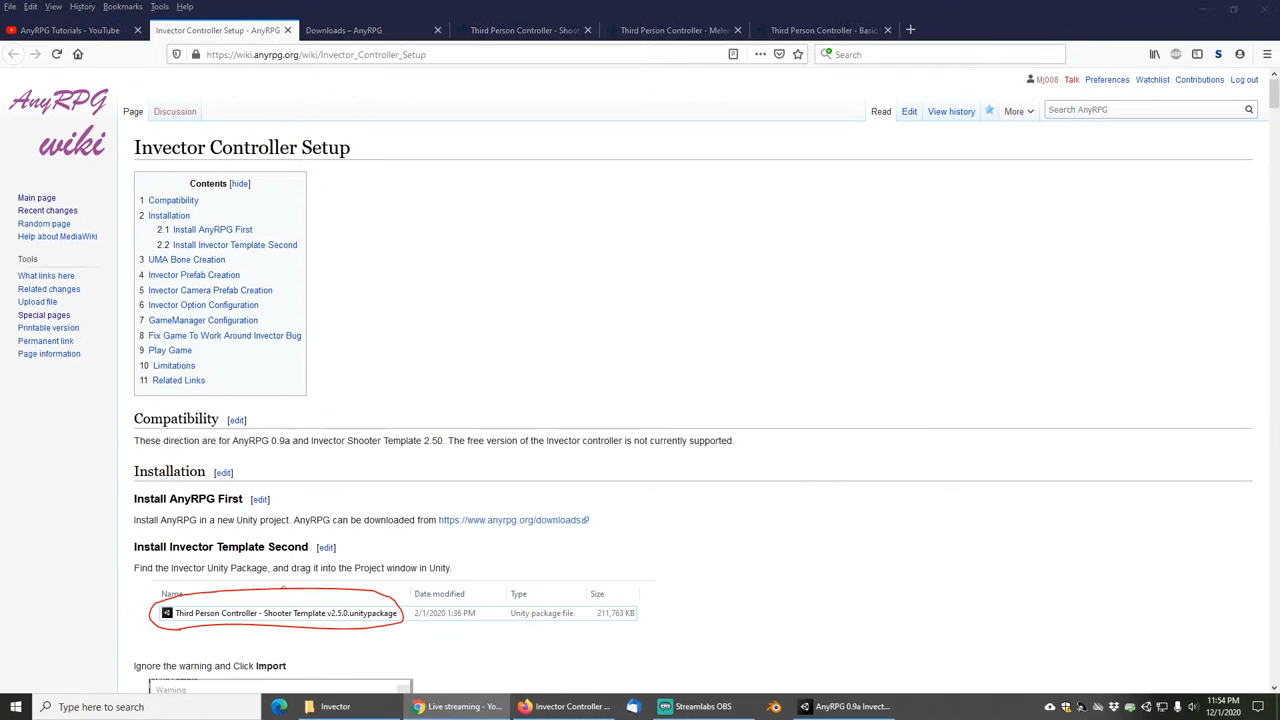 File Edit View History Bookmarks Tools Help
AnyRPG Tutorials - YouTube
Invector Controller Setup - AnyRPG
Downloads – AnyRPG
Third Person Controller - Shoot
Third Person Controller - Mele
Third Person Controller - Basic
https://wiki.anyrpg.org/wiki/Invector_Controller_Setup
Search
Mj008 Talk Preferences Watchlist Contributions Log out
AnyRPG
wiki
Page Discussion
Read Edit View history More
Search AnyRPG
Main page
Recent changes
Random page
Help about MediaWiki
Tools
What links here
Related changes
Upload file
Special pages
Printable version
Permanent link
Page information
Invector Controller Setup
Contents [hide]
1 Compatibility
2 Installation
2.1 Install AnyRPG First
2.2 Install Invector Template Second
3 UMA Bone Creation
4 Invector Prefab Creation
5 Invector Camera Prefab Creation
6 Invector Option Configuration
7 GameManager Configuration
8 Fix Game To Work Around Invector Bug
9 Play Game
10 Limitations
11 Related Links
Compatibility [edit]
These direction are for AnyRPG 0.9a and Invector Shooter Template 2.50. The free version of the Invector controller is not currently supported.
Installation [edit]
Install AnyRPG First [edit]
Install AnyRPG in a new Unity project. AnyRPG can be downloaded from https://www.anyrpg.org/downloads
Install Invector Template Second [edit]
Find the Invector Unity Package, and drag it into the Project window in Unity.
Name Date modified Type Size
Third Person Controller - Shooter Template v2.5.0.unitypackage 2/1/2020 1:36 PM Unity package file 211,763 KB
Ignore the warning and Click Import
Warning
Type here to search
Invector
Live streaming - Yo...
Invector Controller ...
Streamlabs OBS
AnyRPG 0.9a Invect...
11:54 PM
12/1/2020